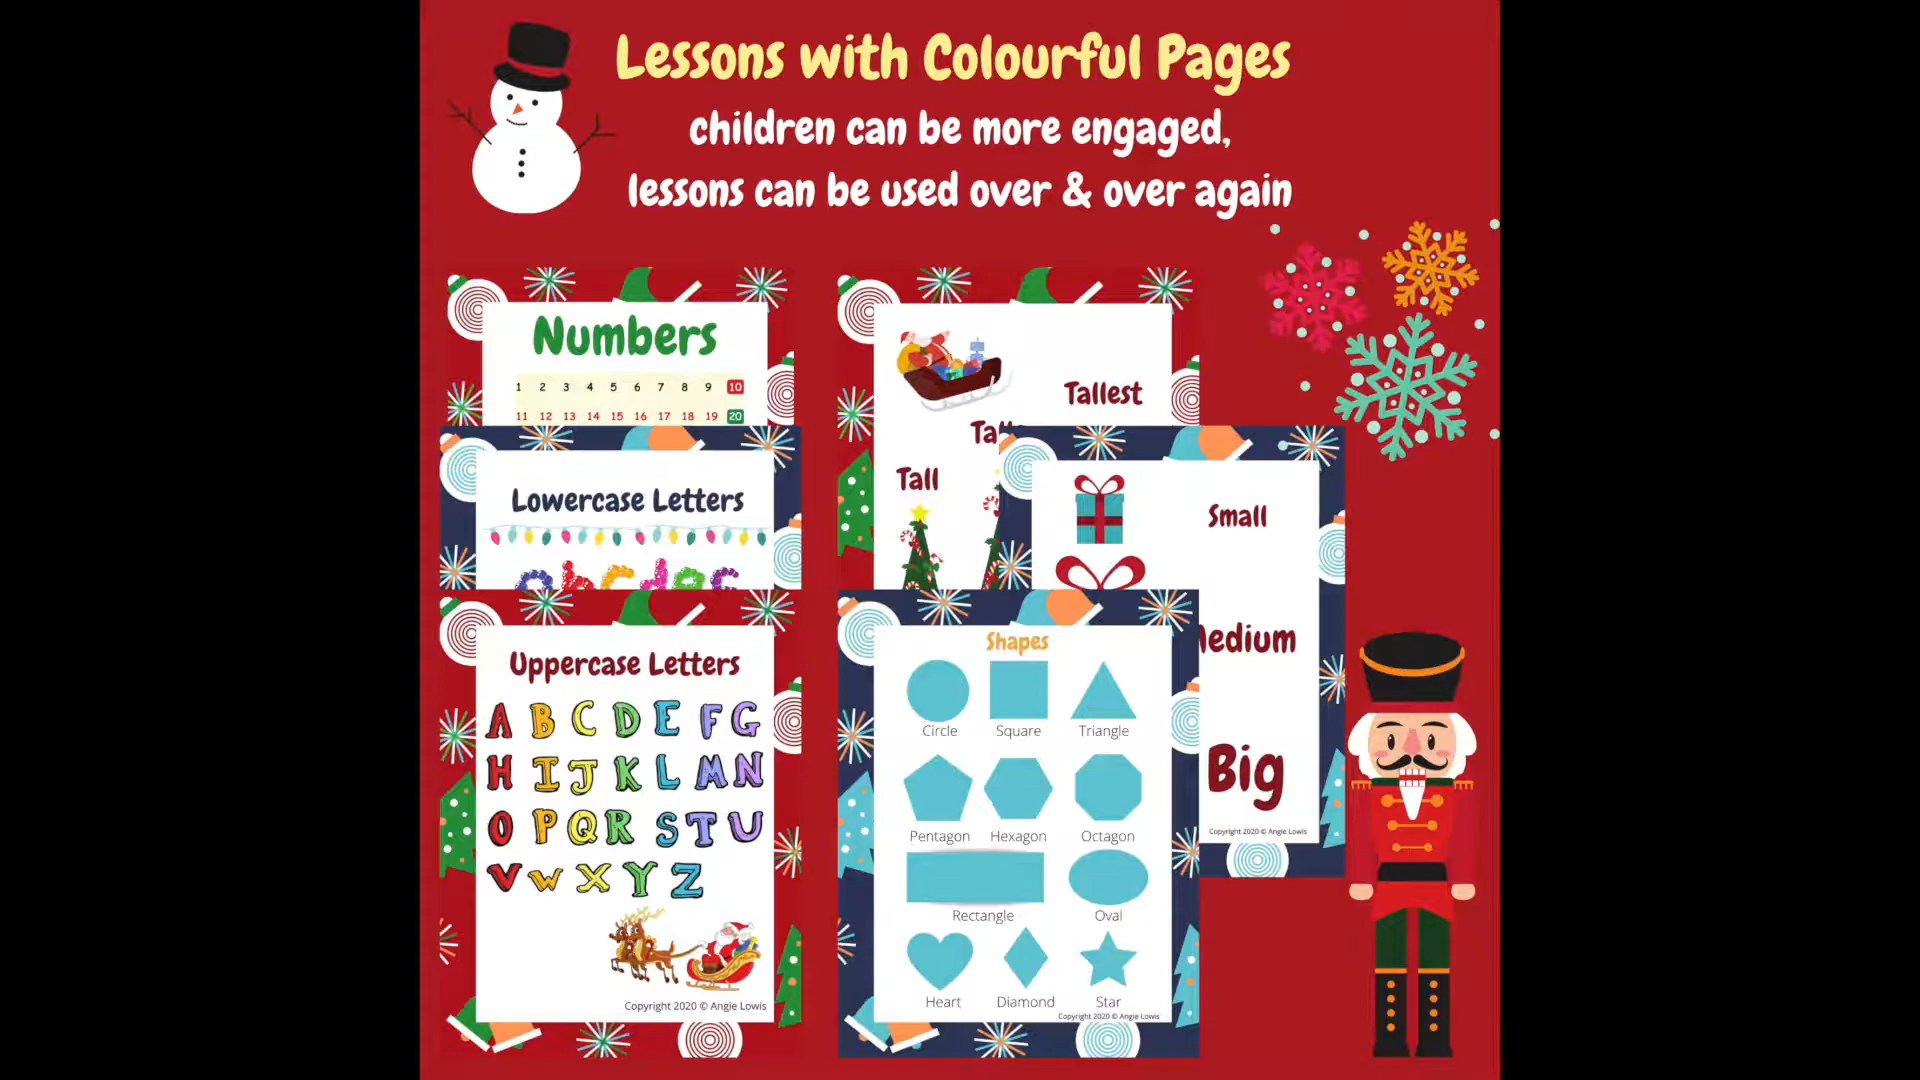 Lessons with Colourful Pages
children can be more engaged,
lessons can be used over & over again
Numbers
1 2 3 4 5 6 7 8 9 10
11 12 13 14 15 16 17 18 19 20
Lowercase Letters
Uppercase Letters
A B C D E F G
H I J K L M N
O P Q R S T U
V W X Y Z
Copyright 2020 © Angie Lowis
Tallest
Tall
Small
Big
Copyright 2020 © Angie Lowis
Shapes
Circle Square Triangle
Pentagon Hexagon Octagon
Rectangle Oval
Heart Diamond Star
Copyright 2020 © Angie Lowis